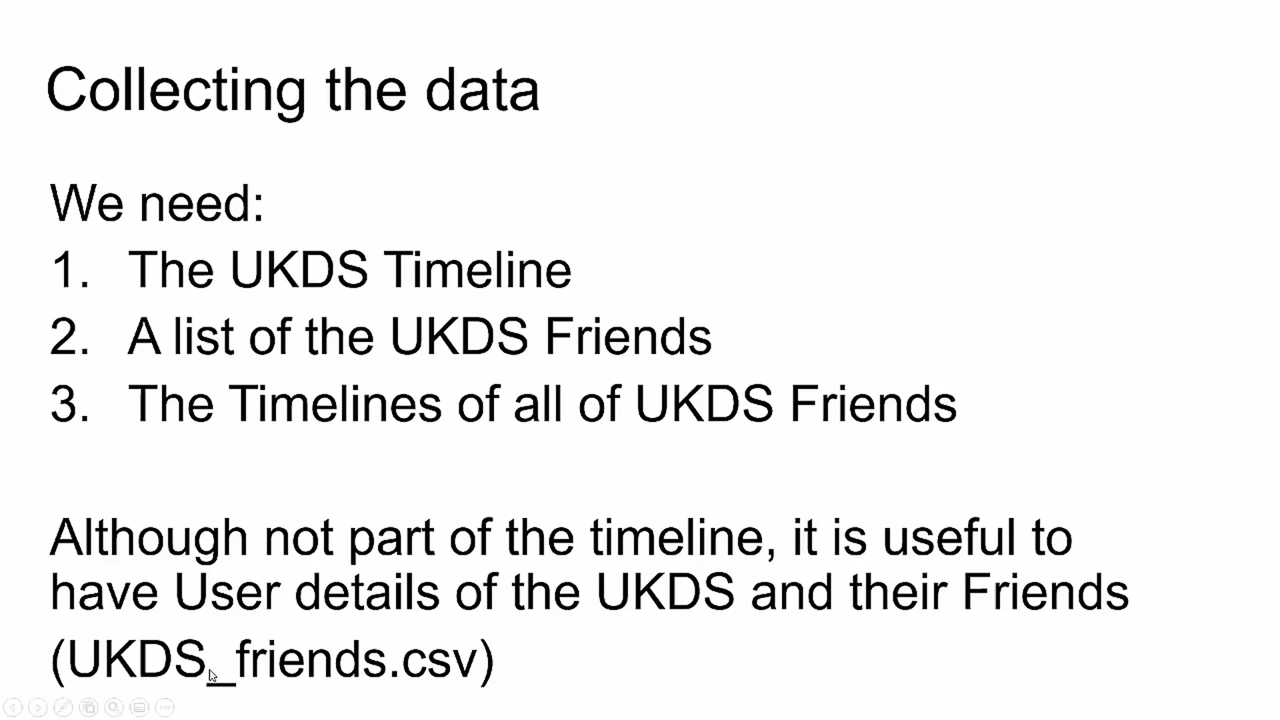 Collecting the data
We need:
1. The UKDS Timeline
2. A list of the UKDS Friends
3. The Timelines of all of UKDS Friends
Although not part of the timeline, it is useful to
have User details of the UKDS and their Friends
(UKDS_friends.csv)